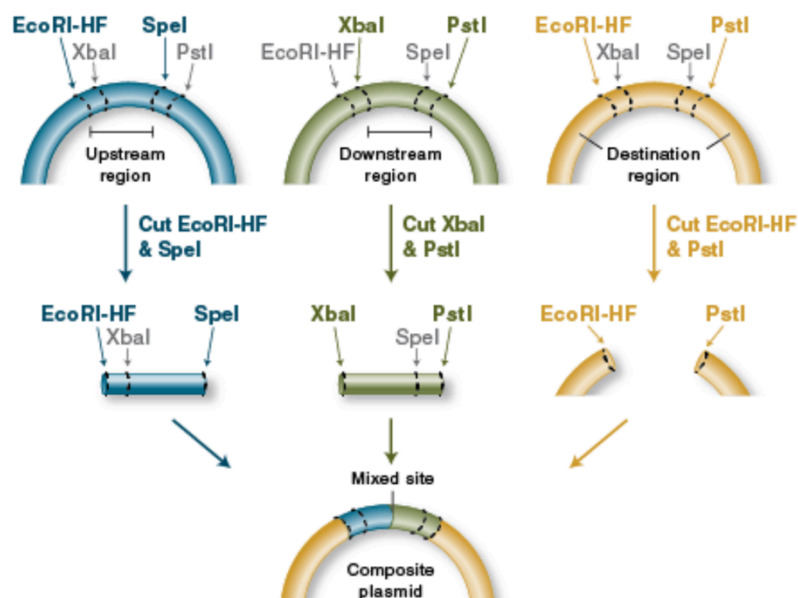 EcoRI-HF SpeI
XbaI PstI
XbaI PstI
EcoRI-HF SpeI
EcoRI-HF PstI
XbaI SpeI
Upstream
region
Downstream
region
Destination
region
Cut EcoRI-HF
& SpeI
Cut XbaI
& PstI
Cut EcoRI-HF
& PstI
EcoRI-HF SpeI
XbaI
XbaI PstI
SpeI
EcoRI-HF PstI
Mixed site
Composite
plasmid